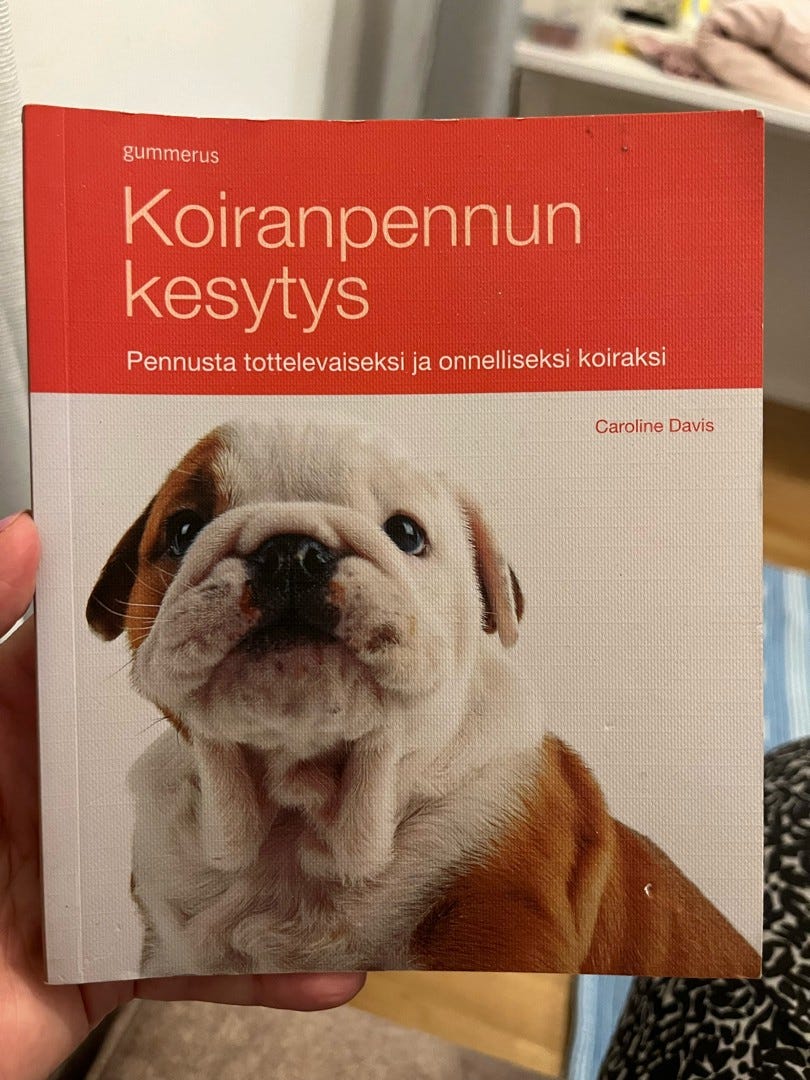 gummerus
Koiranpennun
kesytys
Pennusta tottelevaiseksi ja onnelliseksi koiraksi
Caroline Davis